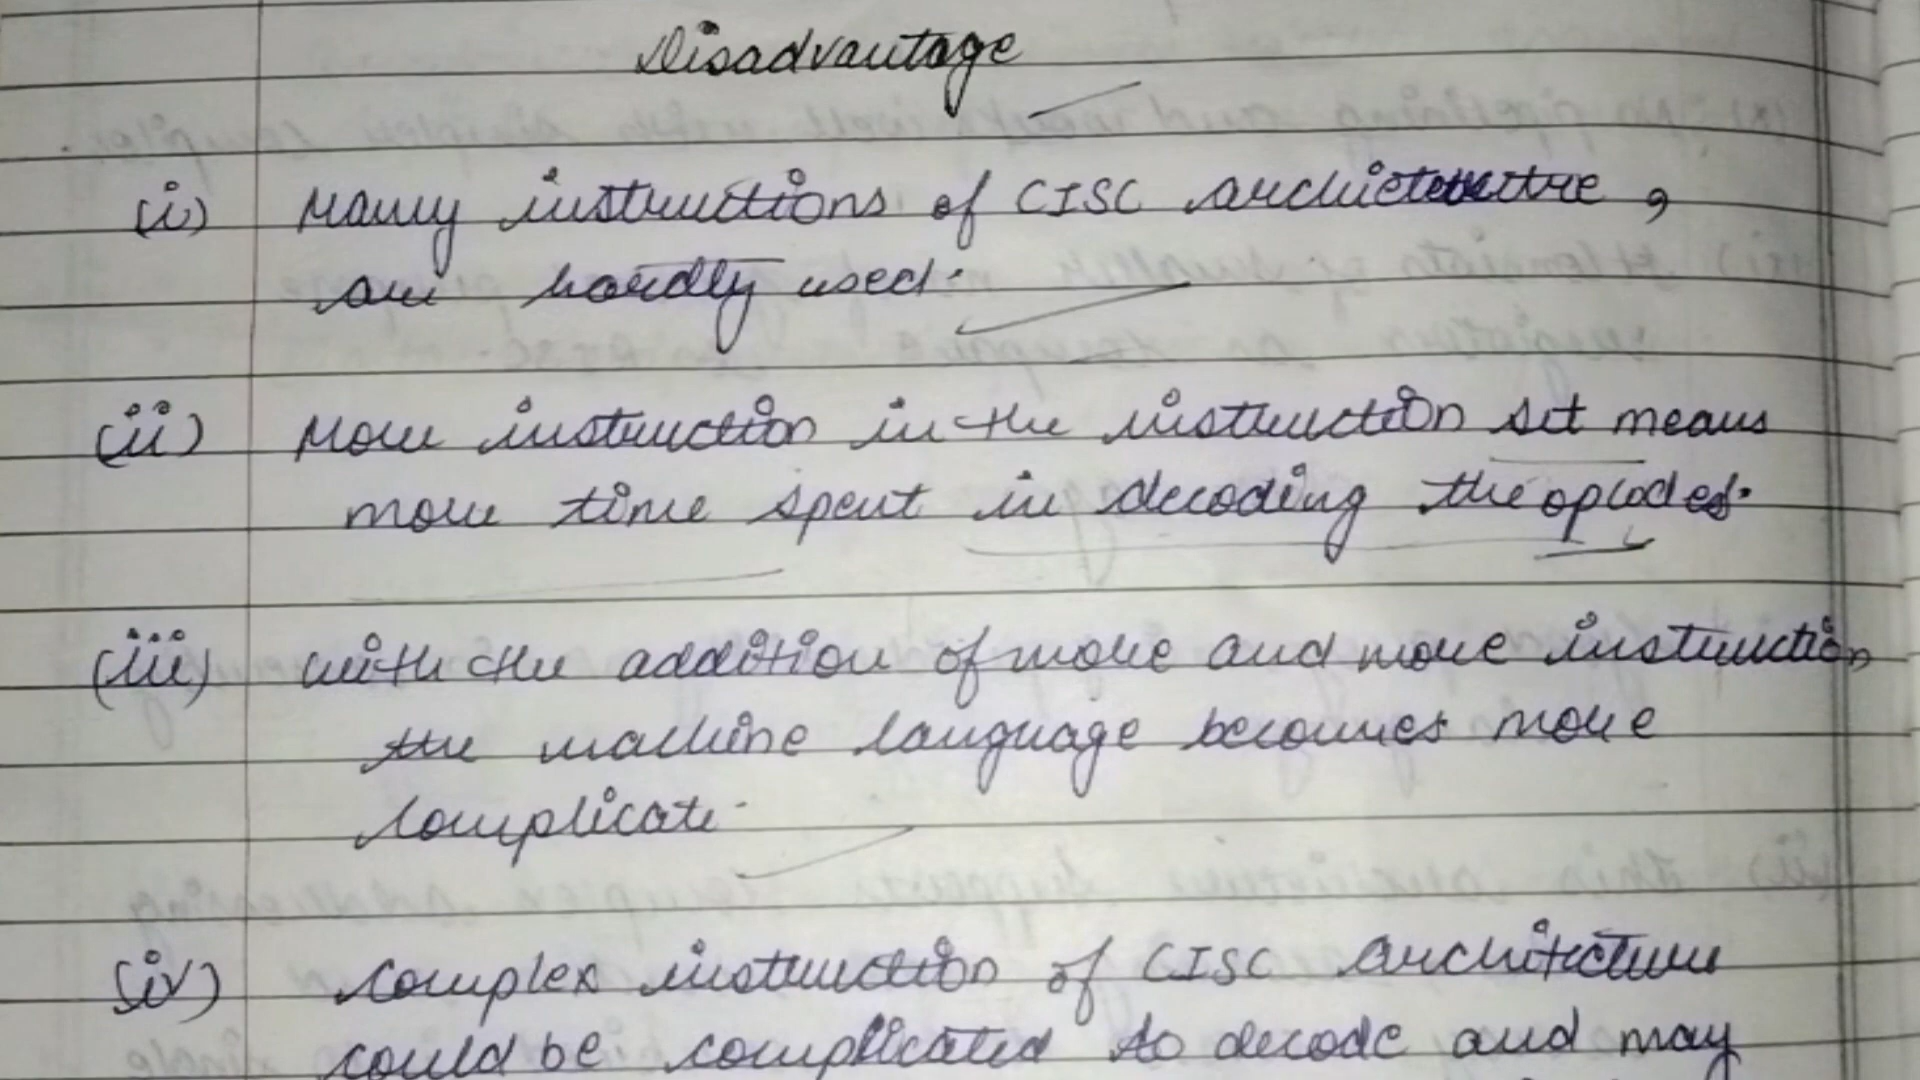 Disadvantage
(i) Many instructions of CISC architecture,
are hardly used.
(ii) More instruction in the instruction set means
more time spent in decoding the opcodes.
(iii) with the addition of more and more instruction
the machine language becomes more
complicate.
(iv) Complex instruction of CISC architecture
could be complicated to decode and may